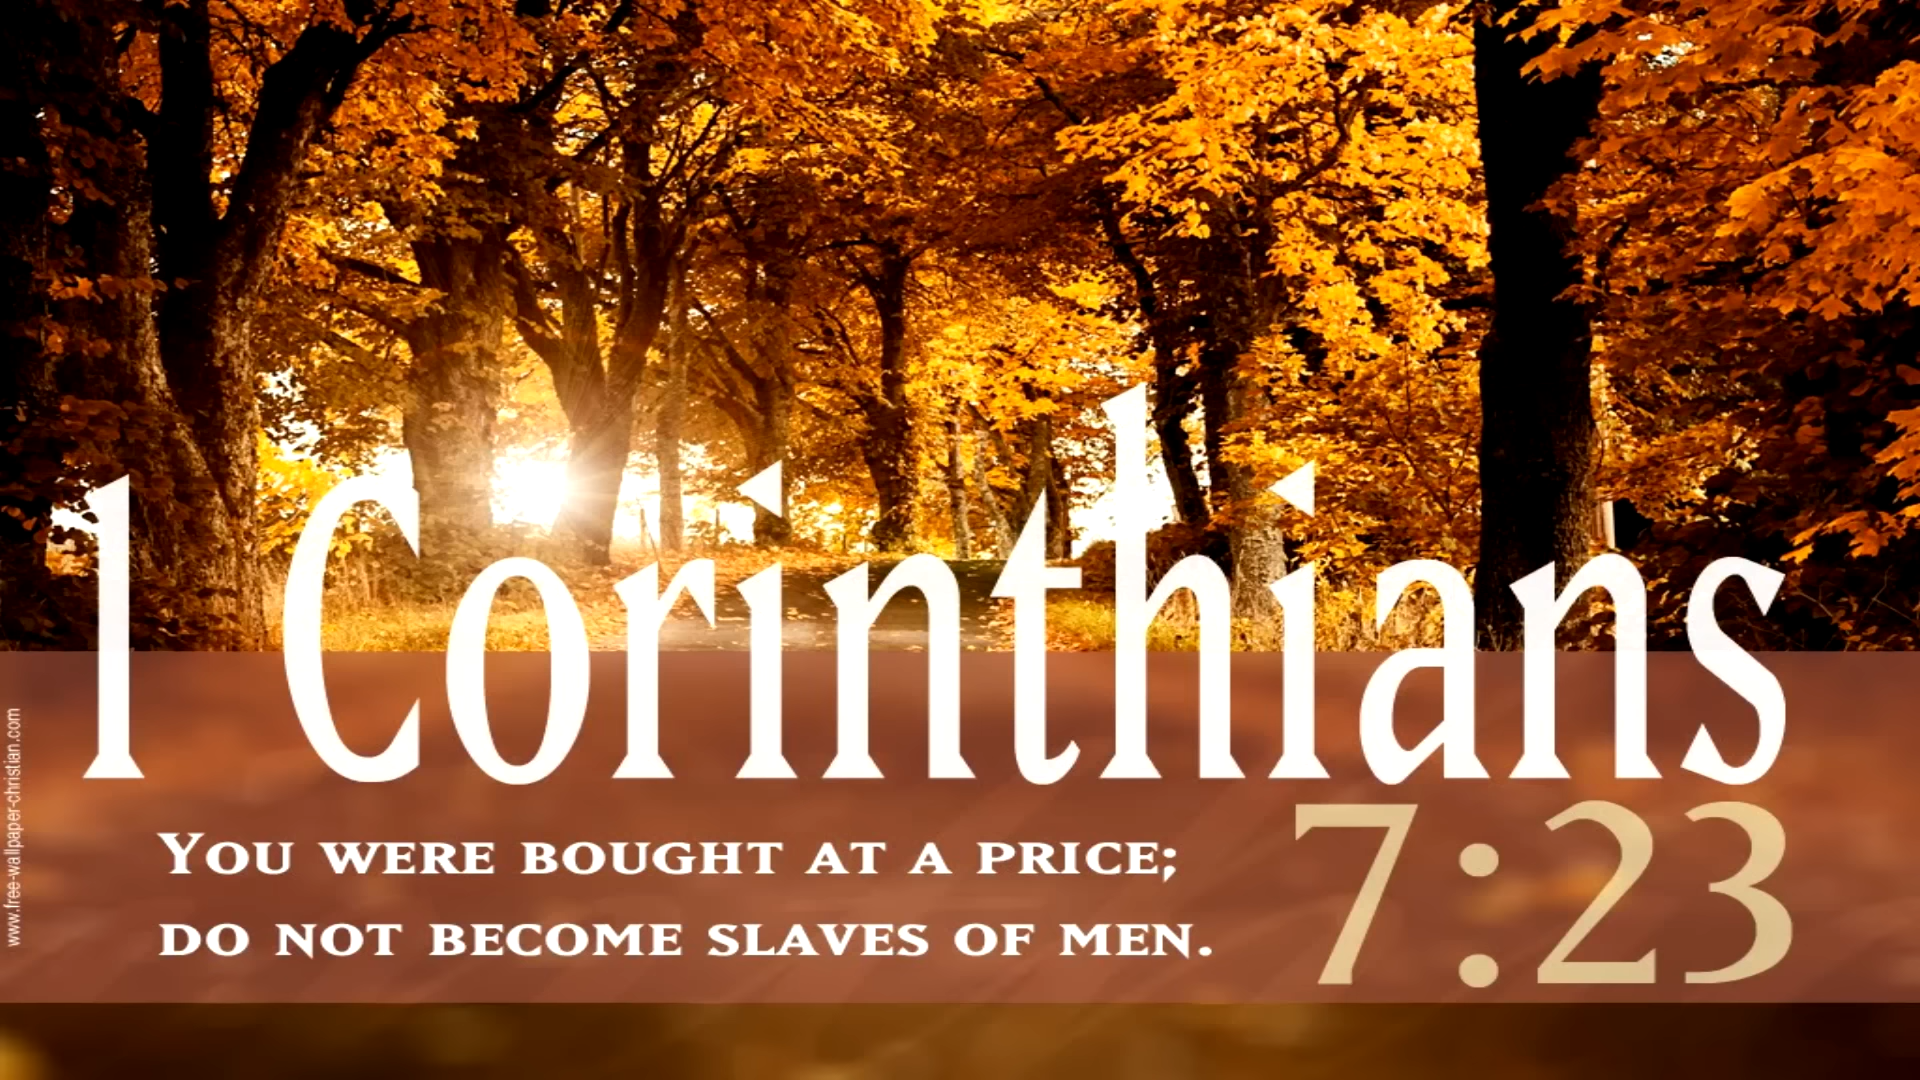 1 Corinthians
7:23
You were bought at a price;
do not become slaves of men.
www.free-wallpaper-christian.com